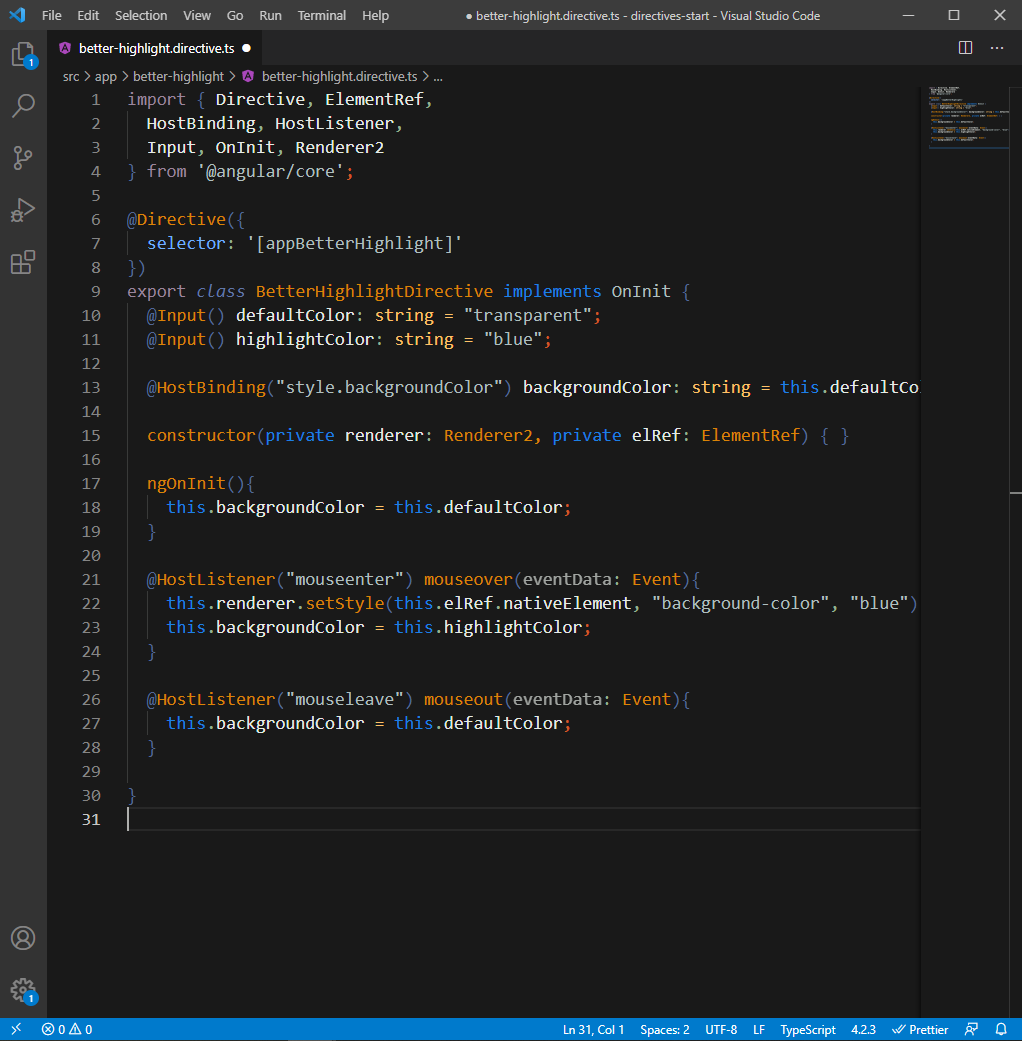 File Edit Selection View Go Run Terminal Help ● better-highlight.directive.ts - directives-start - Visual Studio Code
better-highlight.directive.ts ●
src > app > better-highlight > better-highlight.directive.ts > ...
1 import { Directive, ElementRef,
2   HostBinding, HostListener,
3   Input, OnInit, Renderer2
4 } from '@angular/core';
5
6 @Directive({
7   selector: '[appBetterHighlight]'
8 })
9 export class BetterHighlightDirective implements OnInit {
10   @Input() defaultColor: string = "transparent";
11   @Input() highlightColor: string = "blue";
12
13   @HostBinding("style.backgroundColor") backgroundColor: string = this.defaultCo
14
15   constructor(private renderer: Renderer2, private elRef: ElementRef) { }
16
17   ngOnInit(){
18     this.backgroundColor = this.defaultColor;
19   }
20
21   @HostListener("mouseenter") mouseover(eventData: Event){
22     this.renderer.setStyle(this.elRef.nativeElement, "background-color", "blue")
23     this.backgroundColor = this.highlightColor;
24   }
25
26   @HostListener("mouseleave") mouseout(eventData: Event){
27     this.backgroundColor = this.defaultColor;
28   }
29
30 }
31
1
1
0 0 Ln 31, Col 1 Spaces: 2 UTF-8 LF TypeScript 4.2.3 Prettier